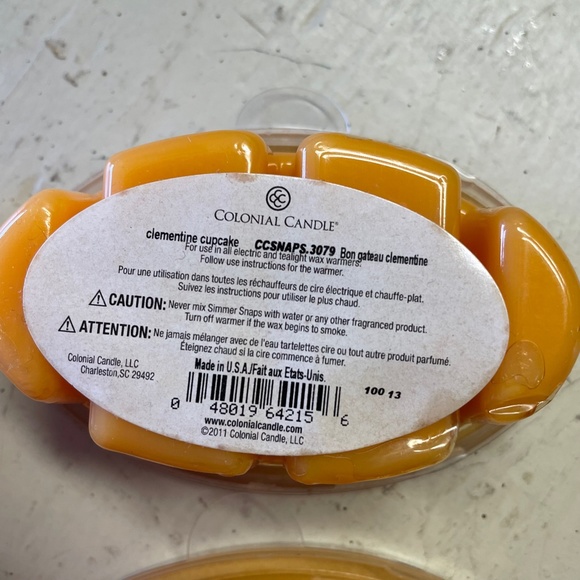 CC
COLONIAL CANDLE®
clementine cupcake CCSNAPS.3079 Bon gateau clementine
For use in all electric and tealight wax warmers.
Follow use instructions for the warmer.
Pour une utilisation dans toutes les réchauffeurs de cire électrique et chauffe-plat.
Suivez les instructions pour utiliser le plus chaud.
CAUTION: Never mix Simmer Snaps with water or any other fragranced product.
Turn off warmer if the wax begins to smoke.
ATTENTION: Ne jamais mélanger avec de l'eau tartelettes cire ou tout autre produit parfumé.
Éteignez chaud si la cire commence à fumer.
Colonial Candle, LLC
Charleston,SC 29492
Made in U.S.A./Fait aux Etats-Unis.
10013
0 48019 64215 6
www.colonialcandle.com
©2011 Colonial Candle, LLC